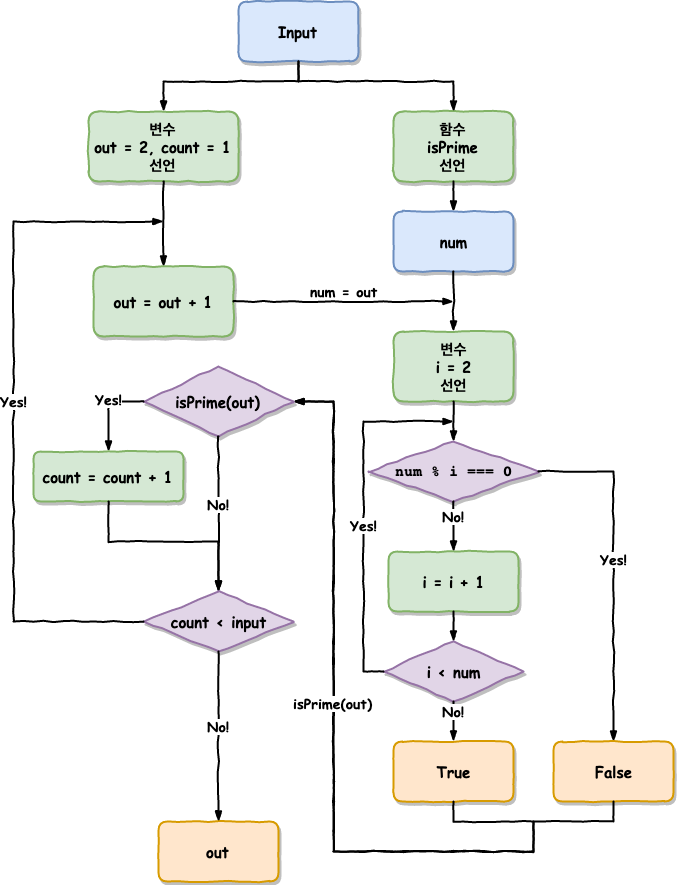 Input
변수
out = 2, count = 1
선언
함수
isPrime
선언
num
out = out + 1
num = out
변수
i = 2
선언
Yes!
Yes!
isPrime(out)
num % i === 0
count = count + 1
No!
No!
Yes!
Yes!
i = i + 1
count < input
i < num
isPrime(out)
No!
No!
True
False
out